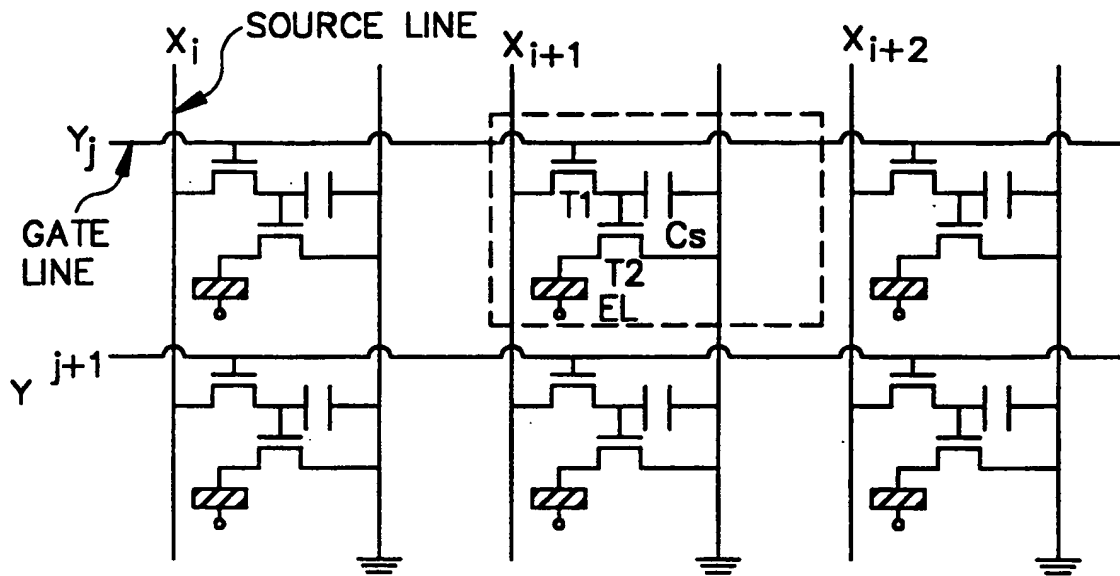 SOURCE LINE
Xi
Xi+1
Xi+2
Yj
GATE
LINE
T1
Cs
T2
EL
Y j+1